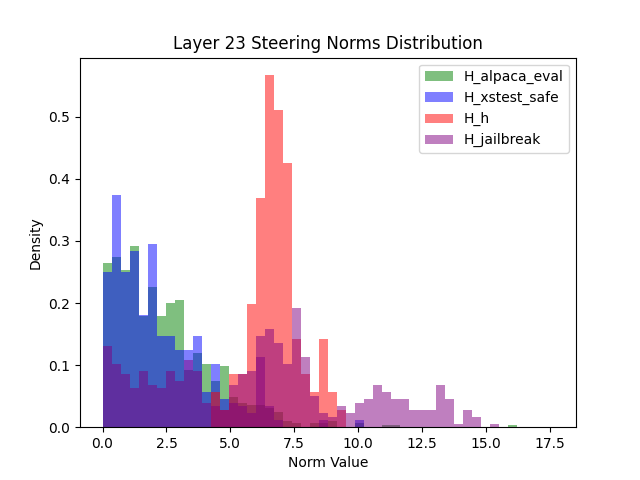 Layer 23 Steering Norms Distribution
H_alpaca_eval
H_xstest_safe
H_h
H_jailbreak
Density
0.5
0.4
0.3
0.2
0.1
0.0
0.0 2.5 5.0 7.5 10.0 12.5 15.0 17.5
Norm Value